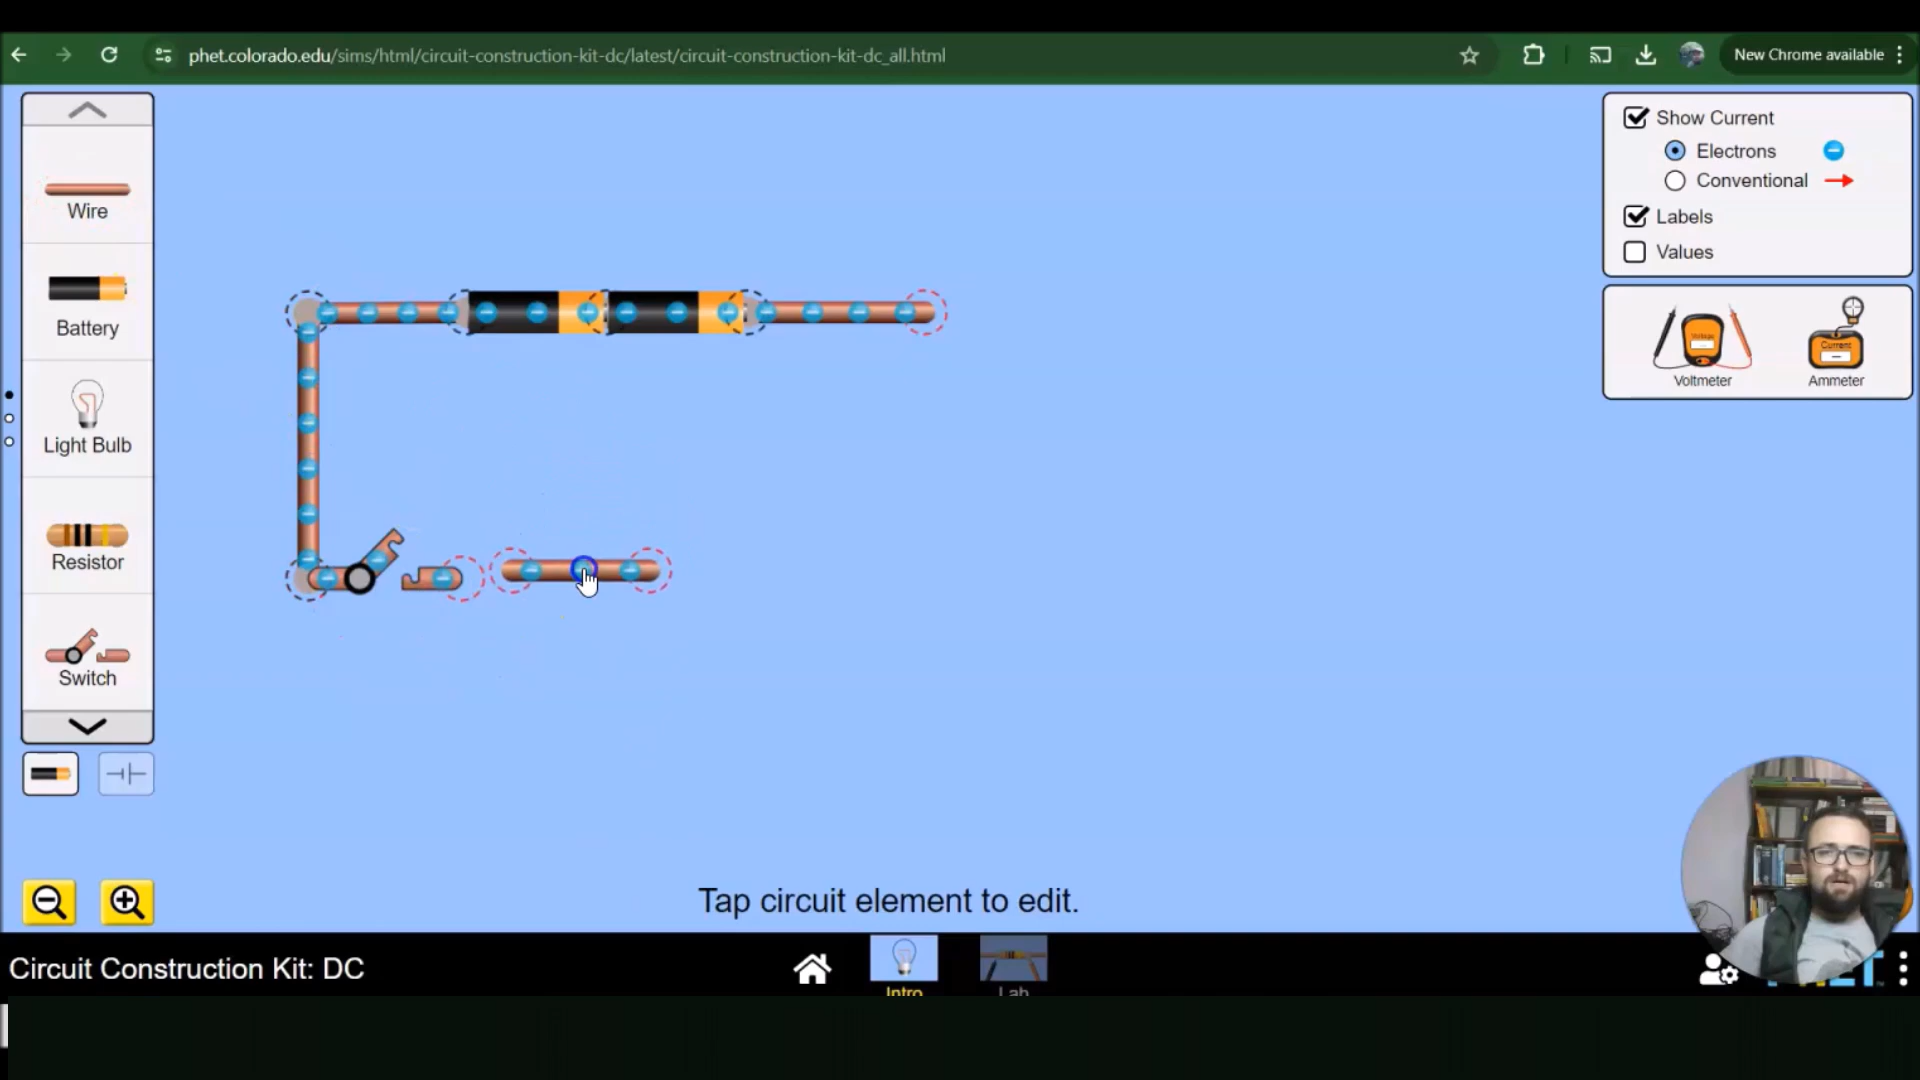 phet.colorado.edu/sims/html/circuit-construction-kit-dc/latest/circuit-construction-kit-dc_all.html
New Chrome available
Show Current
Electrons
Conventional
Labels
Values
Wire
Battery
Light Bulb
Resistor
Switch
Voltage
Current
Voltmeter
Ammeter
Tap circuit element to edit.
Circuit Construction Kit: DC
Intro
Lab